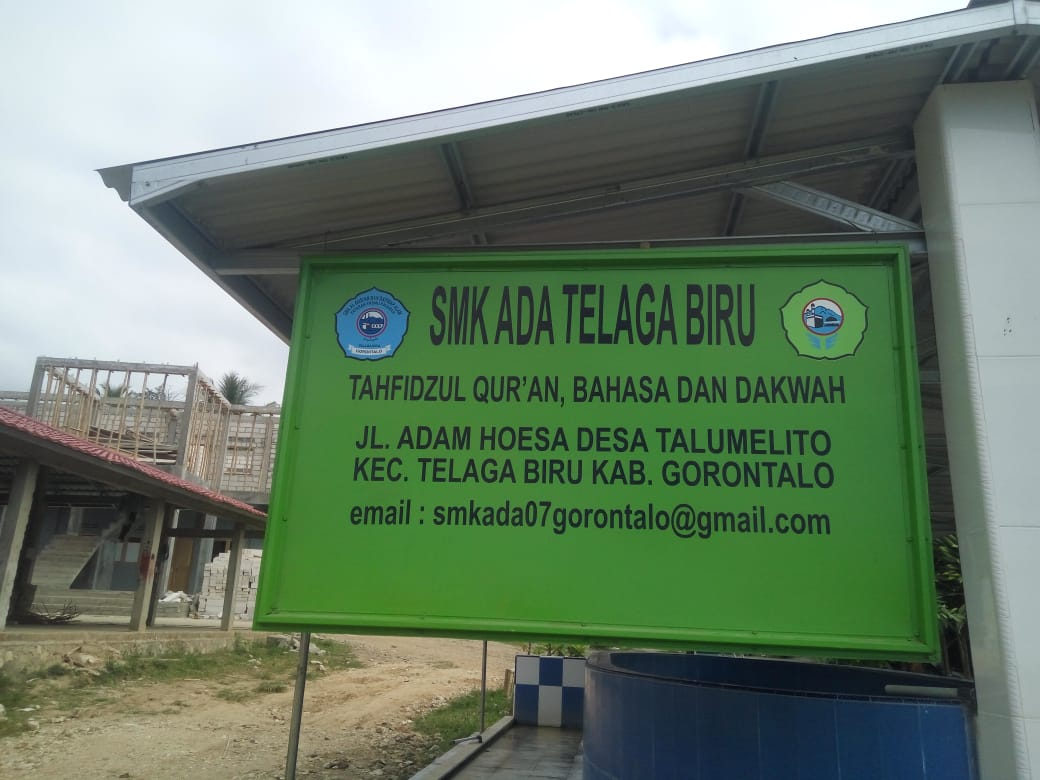 SMK ADA TELAGA BIRU
TAHFIDZUL QUR'AN, BAHASA DAN DAKWAH
JL. ADAM HOESA DESA TALUMELITO
KEC. TELAGA BIRU KAB. GORONTALO
email : smkada07gorontalo@gmail.com
GORONTALO